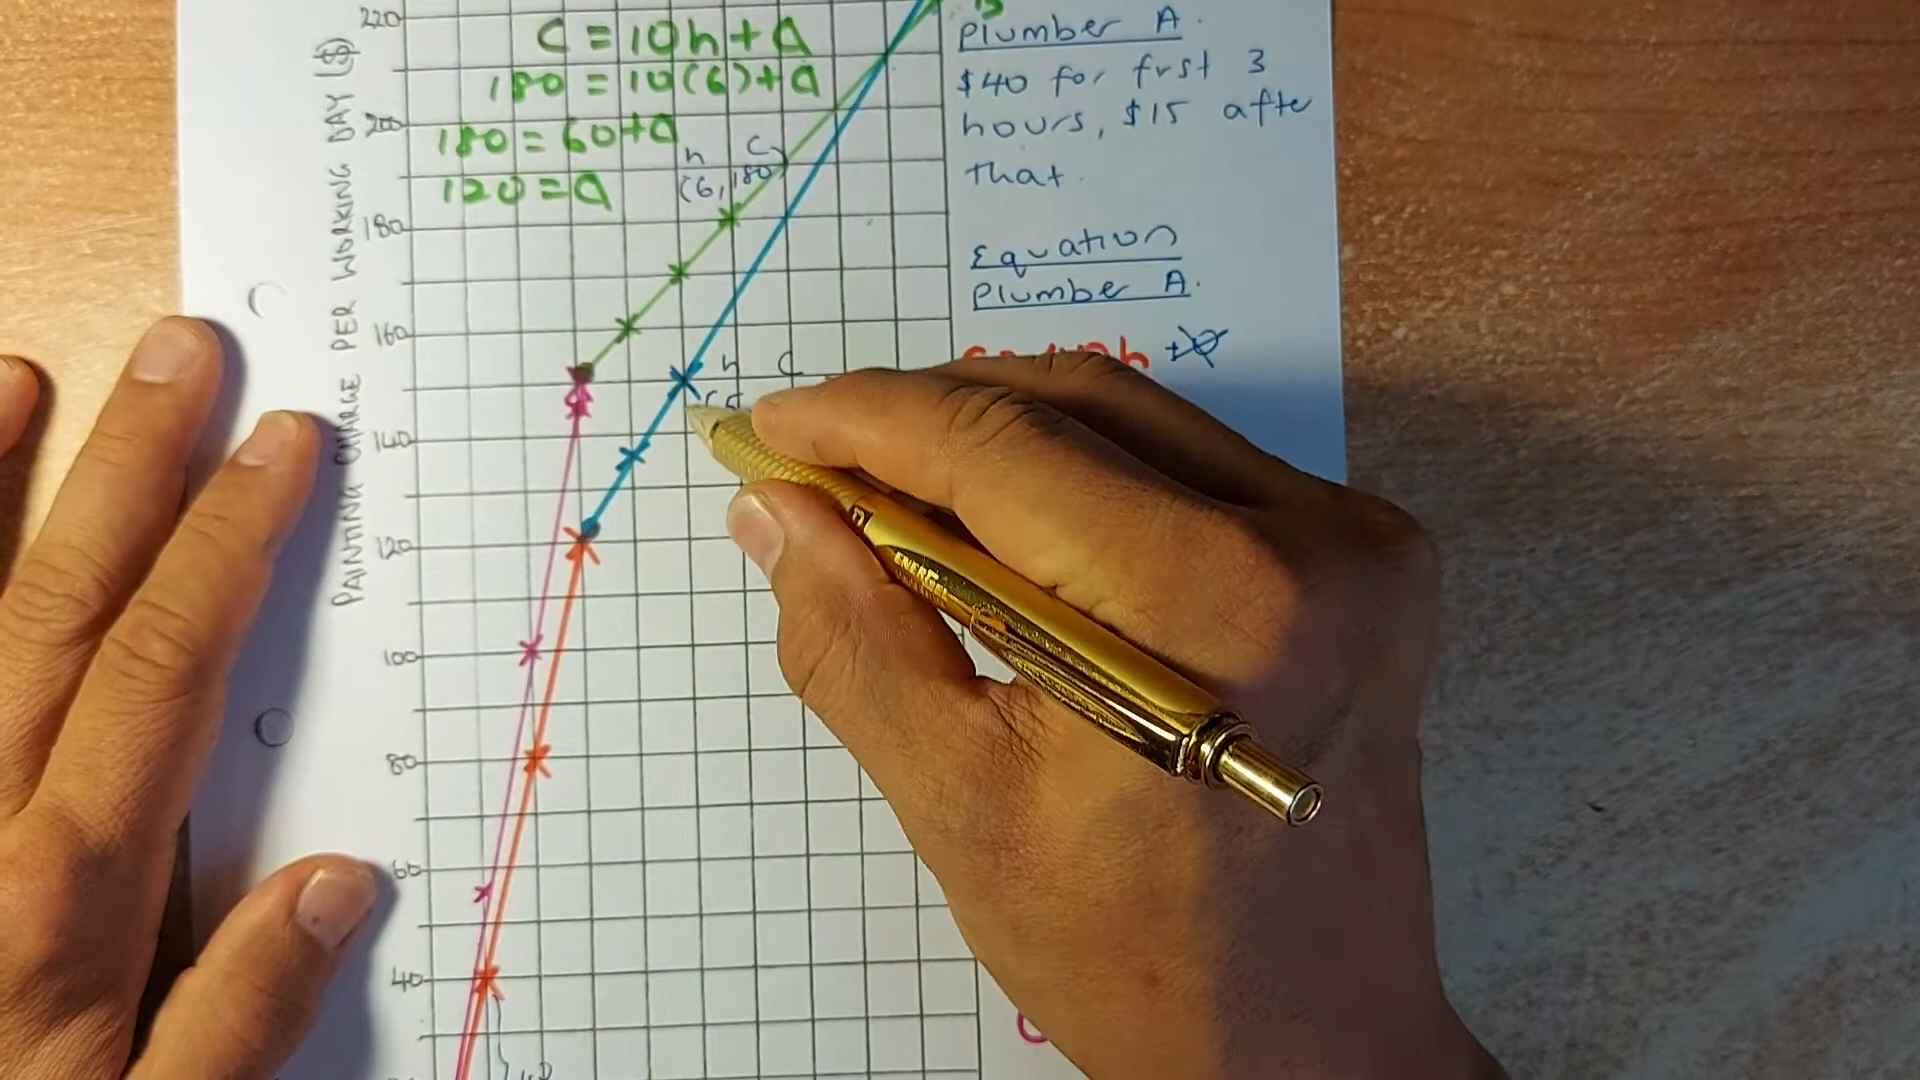 220
C = 10h + a
180 = 10(6) + a
200
180 = 60 + a
h C
120 = a
(6, 180)
180
160
h C
140
120
100
80
60
40
PAINTING CHARGE PER WORKING DAY ($)
B
Plumber A.
$40 for frst 3
hours, $15 after
that.
Equation
Plumber A.
ENERGEL